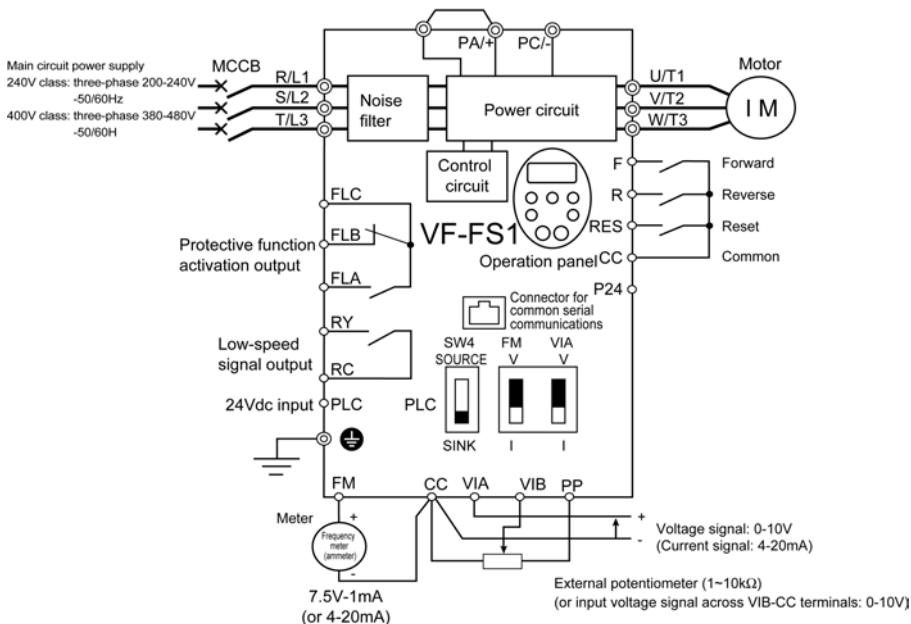 PA/+ PC/-
Main circuit power supply
240V class: three-phase 200-240V
-50/60Hz
400V class: three-phase 380-480V
-50/60H
MCCB
R/L1
S/L2
T/L3
Noise
filter
Power circuit
Control
circuit
U/T1
V/T2
W/T3
Motor
I M
F Forward
R Reverse
RES Reset
CC Common
P24
VF-FS1
Operation panel
FLC
FLB
FLA
Protective function
activation output
RY
RC
Low-speed
signal output
24Vdc input PLC
Connector for
common serial
communications
SW4
SOURCE
PLC
SINK
FM VIA
V V
I I
FM CC VIA VIB PP
Meter
+
Frequency
meter
(ammeter)
-
7.5V-1mA
(or 4-20mA)
+
-
Voltage signal: 0-10V
(Current signal: 4-20mA)
External potentiometer (1~10kΩ)
(or input voltage signal across VIB-CC terminals: 0-10V)